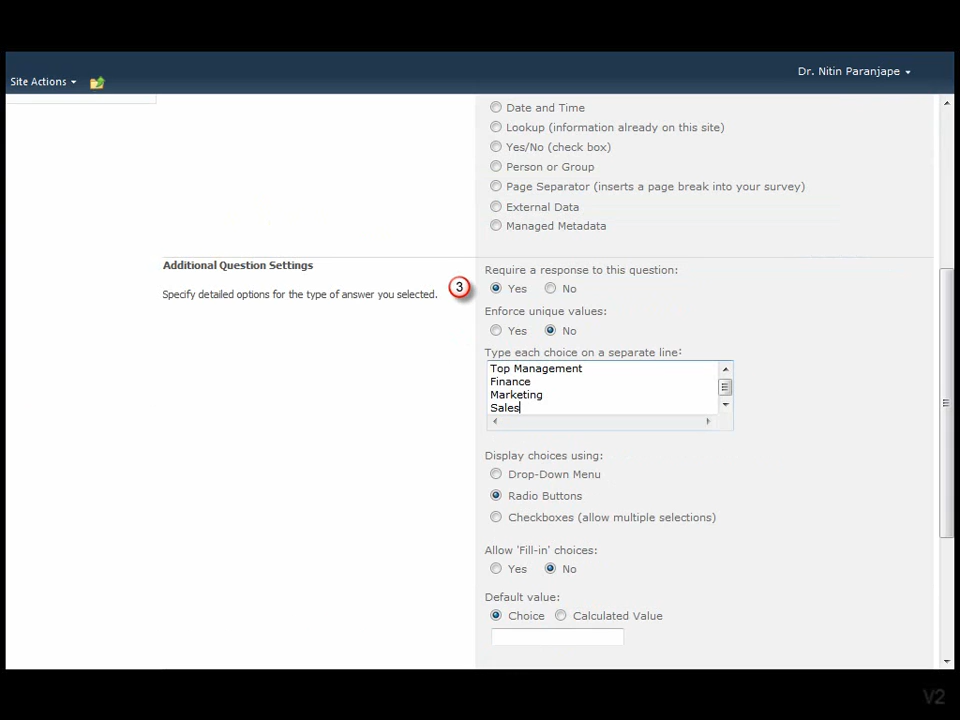 Site Actions
Dr. Nitin Paranjape
Date and Time
Lookup (information already on this site)
Yes/No (check box)
Person or Group
Page Separator (inserts a page break into your survey)
External Data
Managed Metadata
Additional Question Settings
Specify detailed options for the type of answer you selected.
3
Require a response to this question:
Yes No
Enforce unique values:
Yes No
Type each choice on a separate line:
Top Management
Finance
Marketing
Sales
Display choices using:
Drop-Down Menu
Radio Buttons
Checkboxes (allow multiple selections)
Allow 'Fill-in' choices:
Yes No
Default value:
Choice Calculated Value
V2